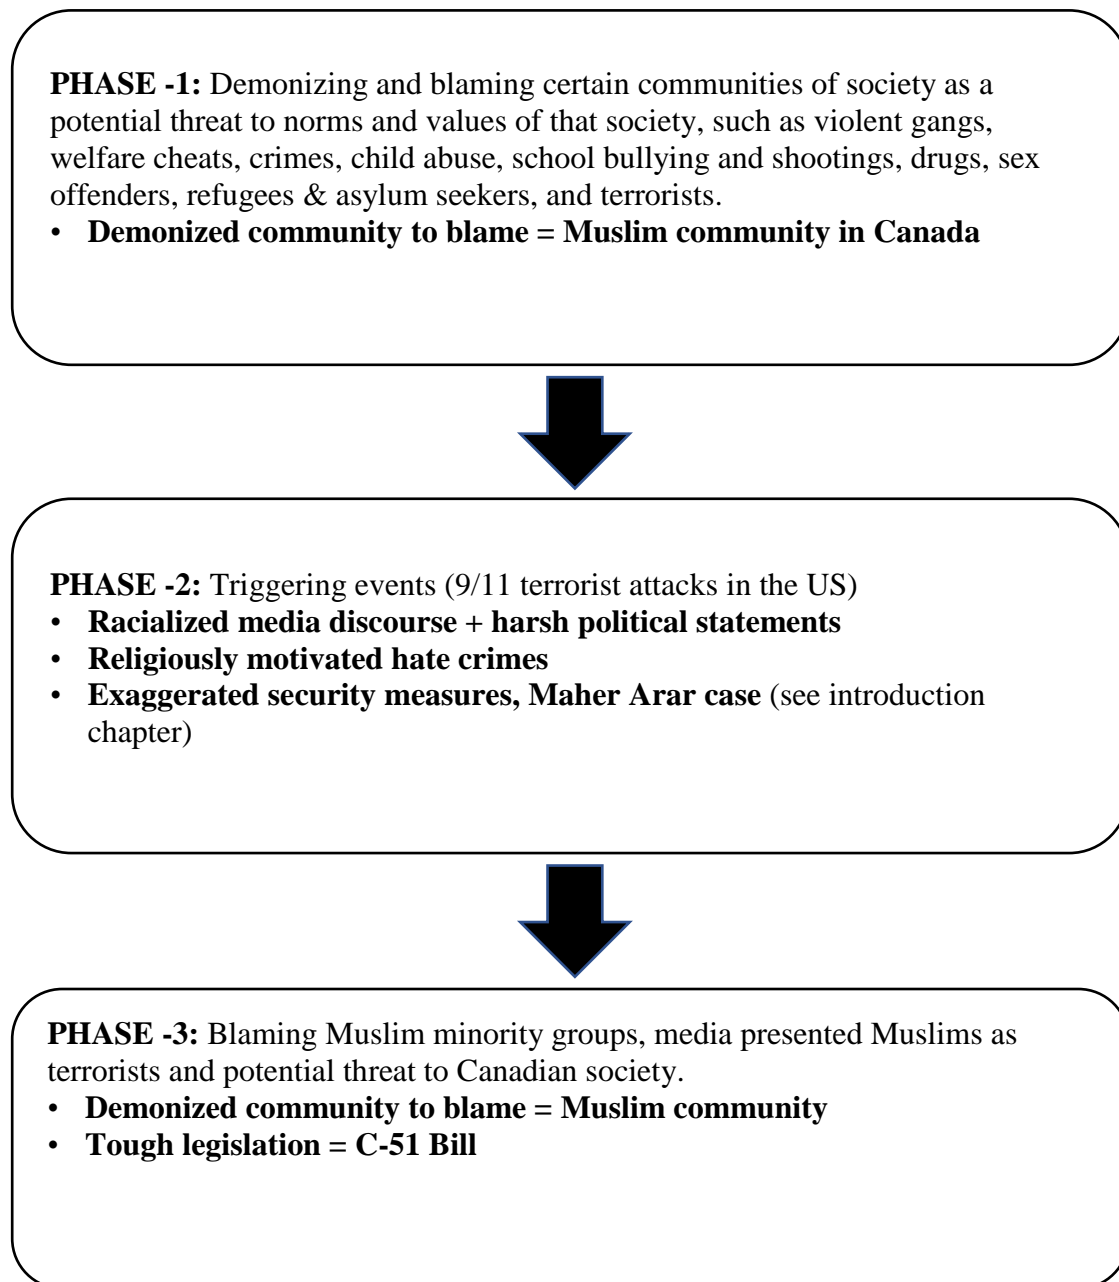 PHASE -1: Demonizing and blaming certain communities of society as a
potential threat to norms and values of that society, such as violent gangs,
welfare cheats, crimes, child abuse, school bullying and shootings, drugs, sex
offenders, refugees & asylum seekers, and terrorists.
• Demonized community to blame = Muslim community in Canada
PHASE -2: Triggering events (9/11 terrorist attacks in the US)
• Racialized media discourse + harsh political statements
• Religiously motivated hate crimes
• Exaggerated security measures, Maher Arar case (see introduction
chapter)
PHASE -3: Blaming Muslim minority groups, media presented Muslims as
terrorists and potential threat to Canadian society.
• Demonized community to blame = Muslim community
• Tough legislation = C-51 Bill